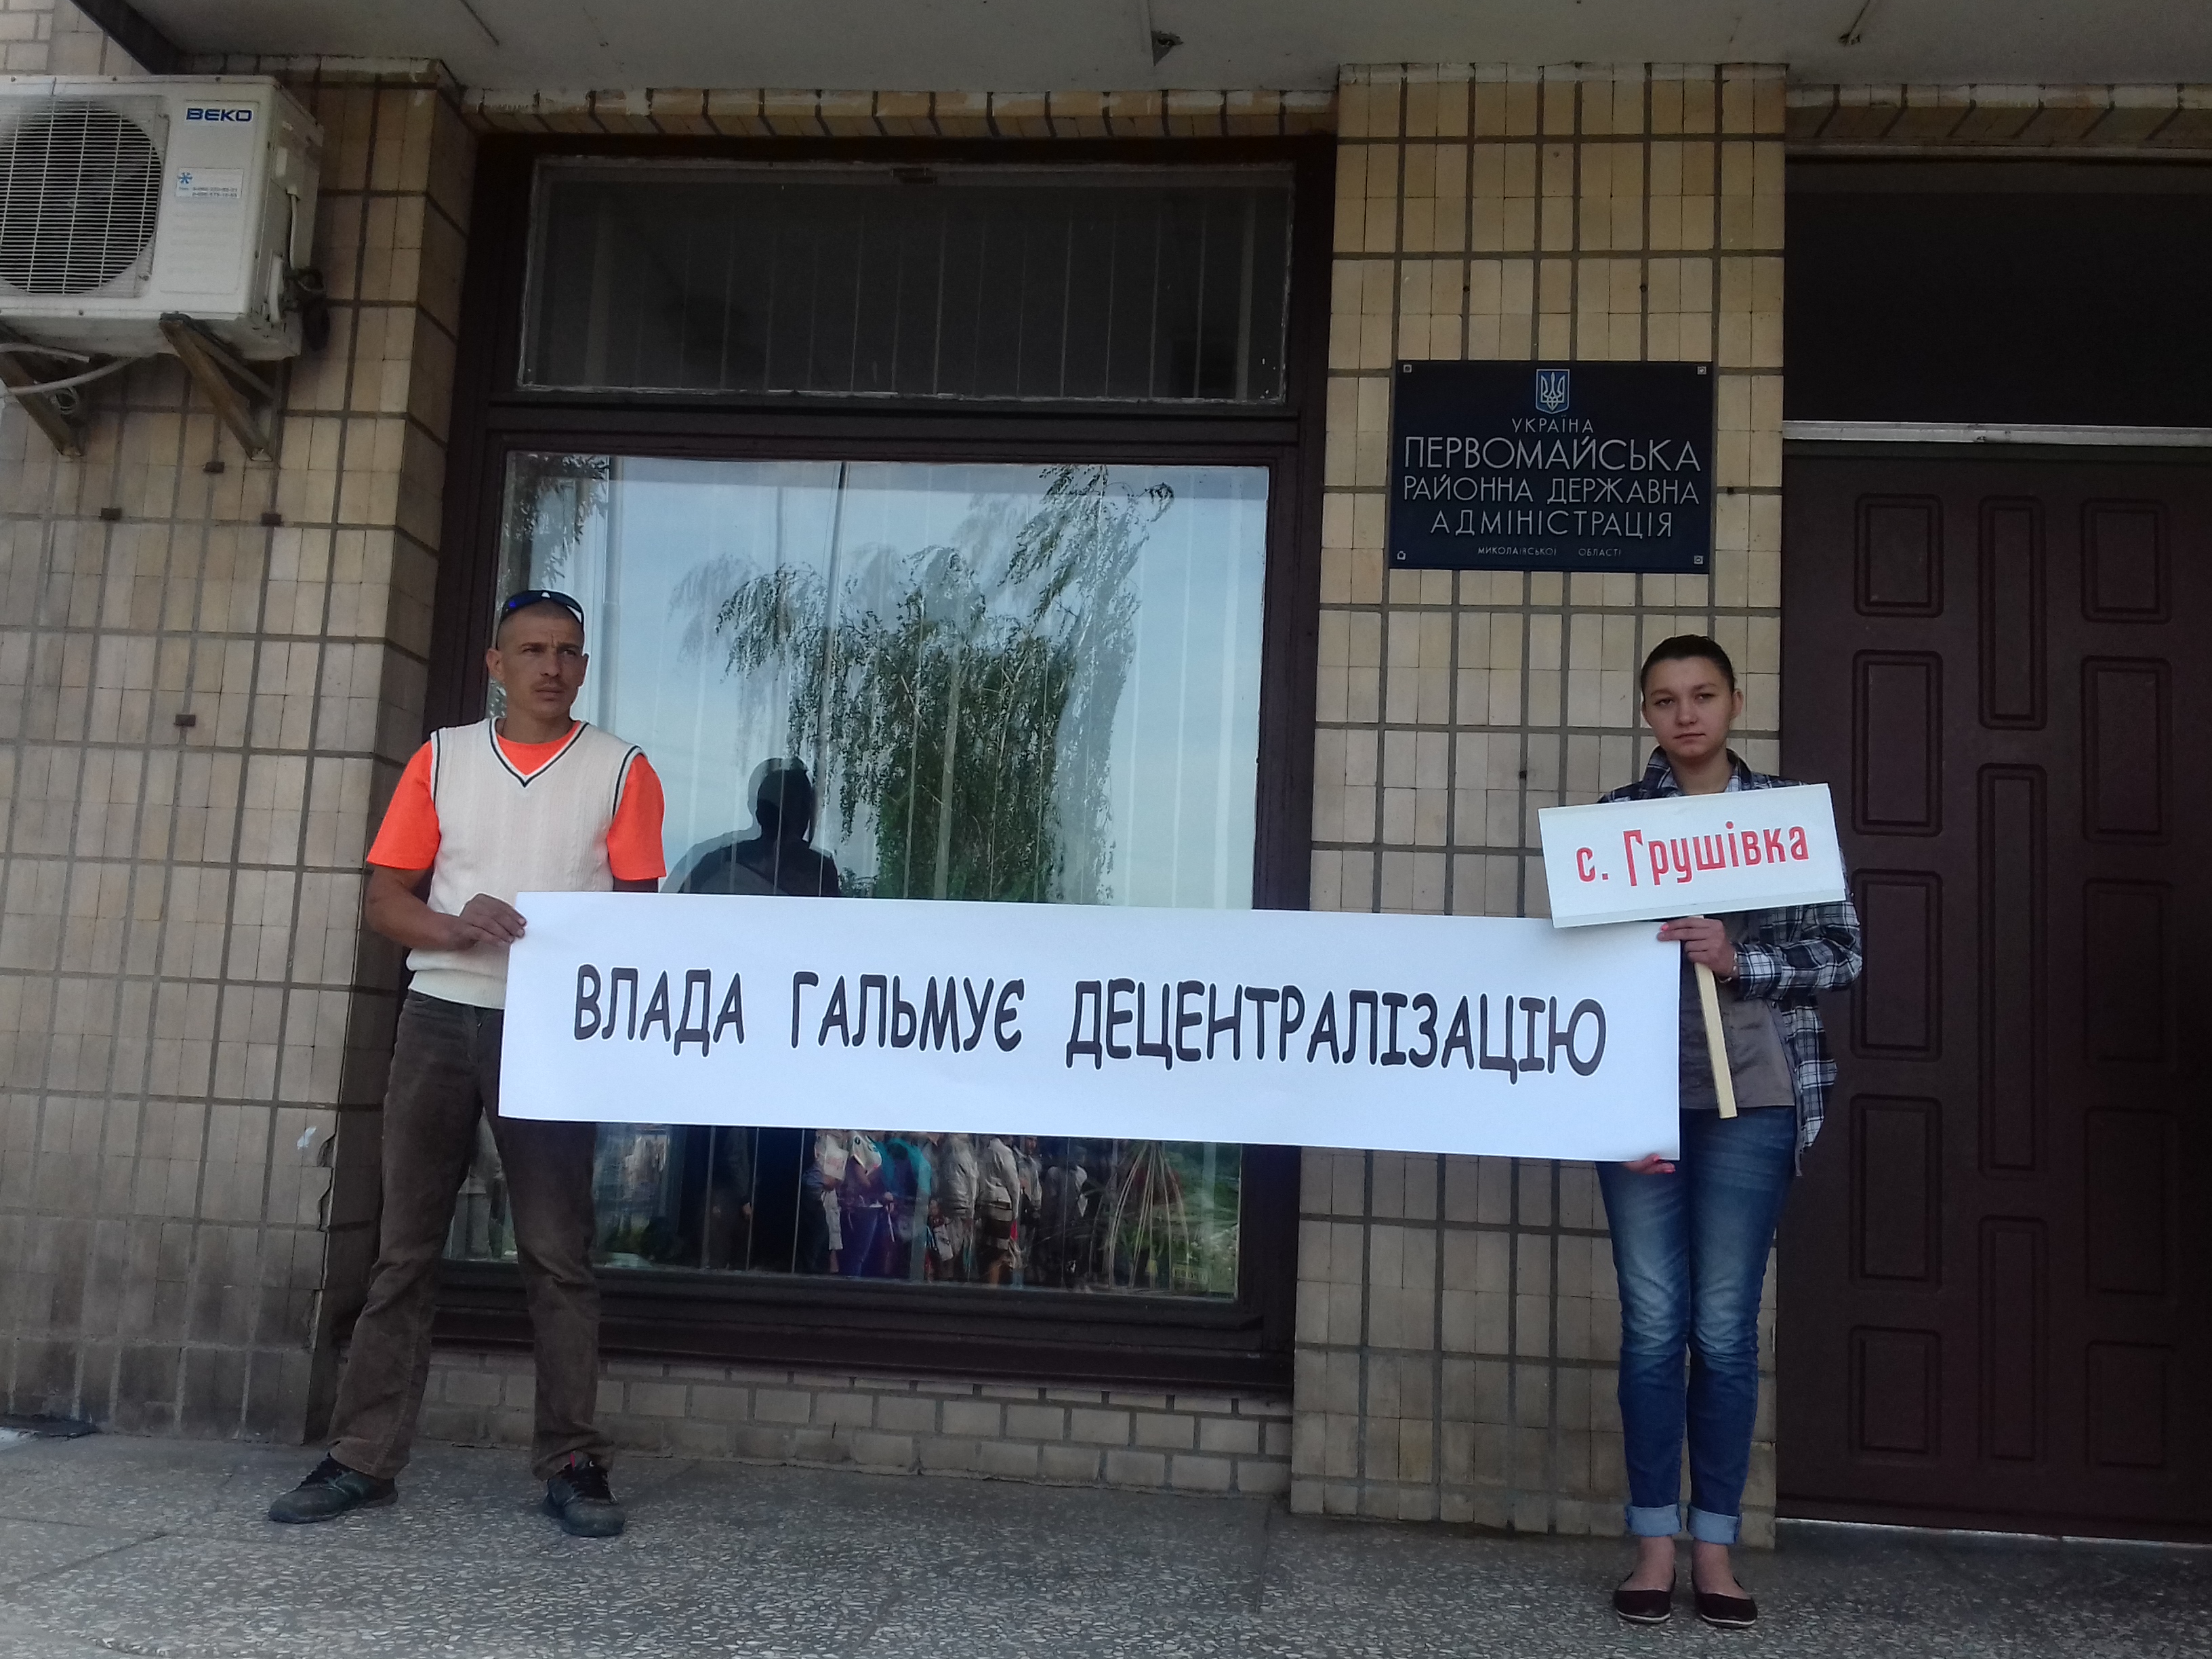 BEKO
УКРАЇНА
ПЕРВОМАЙСЬКА
РАЙОННА ДЕРЖАВНА
АДМІНІСТРАЦІЯ
МИКОЛАЇВСЬКОЇ ОБЛАСТІ
с. Грушівка
ВЛАДА ГАЛЬМУЄ ДЕЦЕНТРАЛІЗАЦІЮ